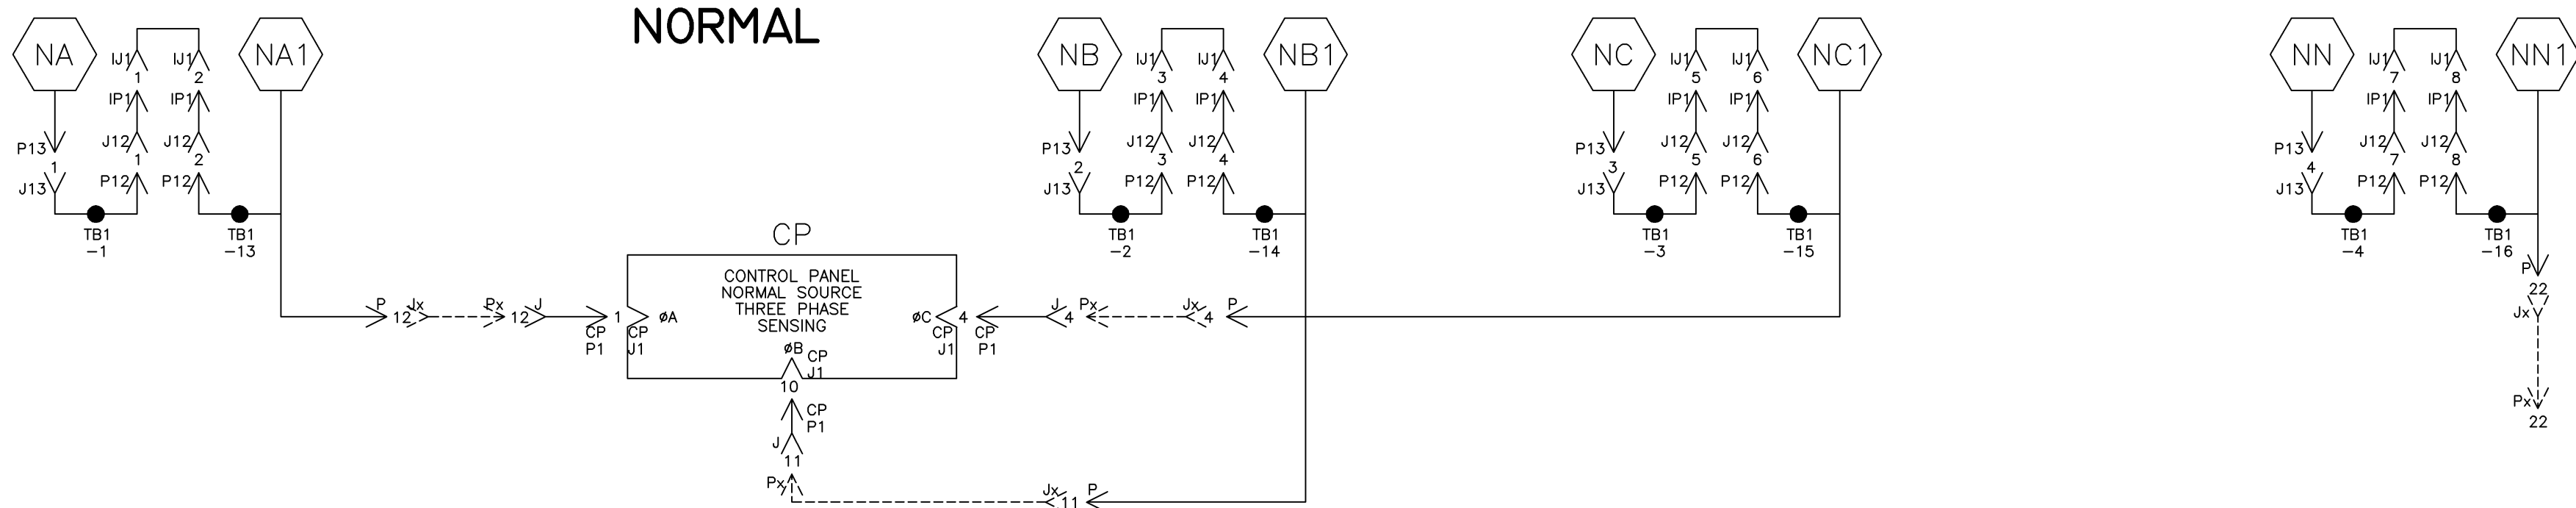 NORMAL
NA
IJ1
1
IJ1
2
NA1
IP1
IP1
P13
1
J12
1
J12
2
J13
P12
P12
TB1
-1
TB1
-13
NB
IJ1
3
IJ1
4
NB1
IP1
IP1
P13
2
J12
3
J12
4
J13
P12
P12
TB1
-2
TB1
-14
NC
IJ1
5
IJ1
6
NC1
IP1
IP1
P13
3
J12
5
J12
6
J13
P12
P12
TB1
-3
TB1
-15
NN
IJ1
7
IJ1
8
NN1
IP1
IP1
P13
4
J12
7
J12
8
J13
P12
P12
TB1
-4
TB1
-16
P
22
Jx
Px
22
CP
CONTROL PANEL
NORMAL SOURCE
THREE PHASE
SENSING
P
12
Jx
Px
12
J
1
CP
P1
CP
J1
øA
øC
4
CP
J1
CP
P1
J
4
Px
Jx
4
P
øB
CP
J1
10
CP
P1
J
11
Px
Jx
11
P